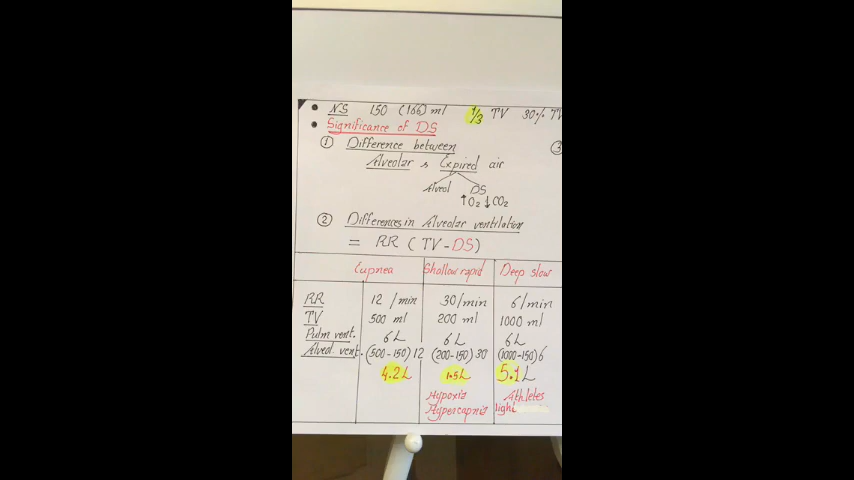 • NS 150 (166) ml 1/3 TV 30% TV
• Significance of DS
① Difference between ③
Alveolar & Expired air
Alveol DS
↑O2 ↓CO2
② Differences in Alveolar ventilation
= RR (TV-DS)
Eupnea Shallow rapid Deep slow
RR 12 /min 30/min 6/min
TV 500 ml 200 ml 1000 ml
Pulm vent. 6L 6L 6L
Alveol. vent. (500-150) 12 (200-150) 30 (1000-150) 6
4.2L 1.5L 5.1L
Hypoxia Athletes
Hypercapnia light